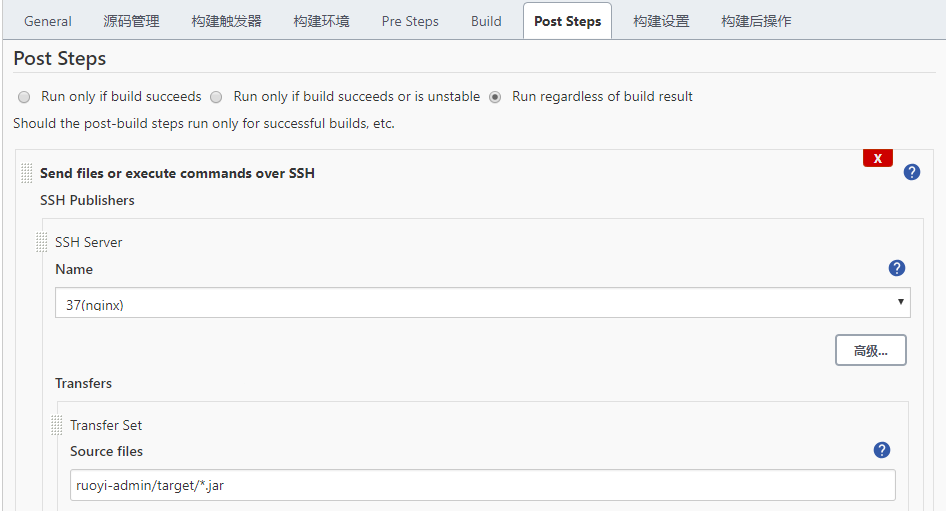 General 源码管理 构建触发器 构建环境 Pre Steps Build Post Steps 构建设置 构建后操作
Post Steps
Run only if build succeeds Run only if build succeeds or is unstable Run regardless of build result
Should the post-build steps run only for successful builds, etc.
X
Send files or execute commands over SSH ?
SSH Publishers
SSH Server
Name ?
37(nginx)
高级...
Transfers
Transfer Set
Source files ?
ruoyi-admin/target/*.jar